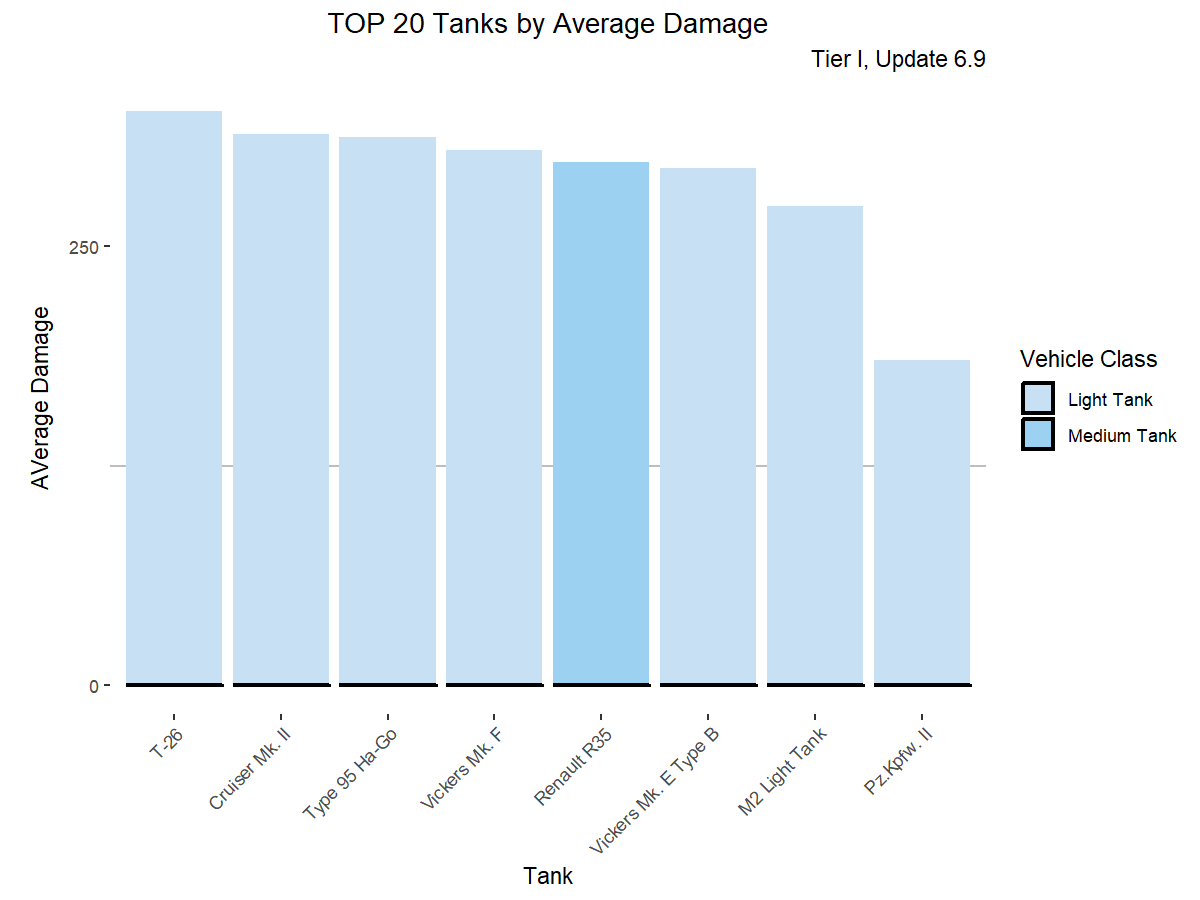 TOP 20 Tanks by Average Damage
Tier I, Update 6.9
250
0
AVerage Damage
T-26
Cruiser Mk. II
Type 95 Ha-Go
Vickers Mk. F
Renault R35
Vickers Mk. E Type B
M2 Light Tank
Pz.Kpfw. II
Tank
Vehicle Class
Light Tank
Medium Tank